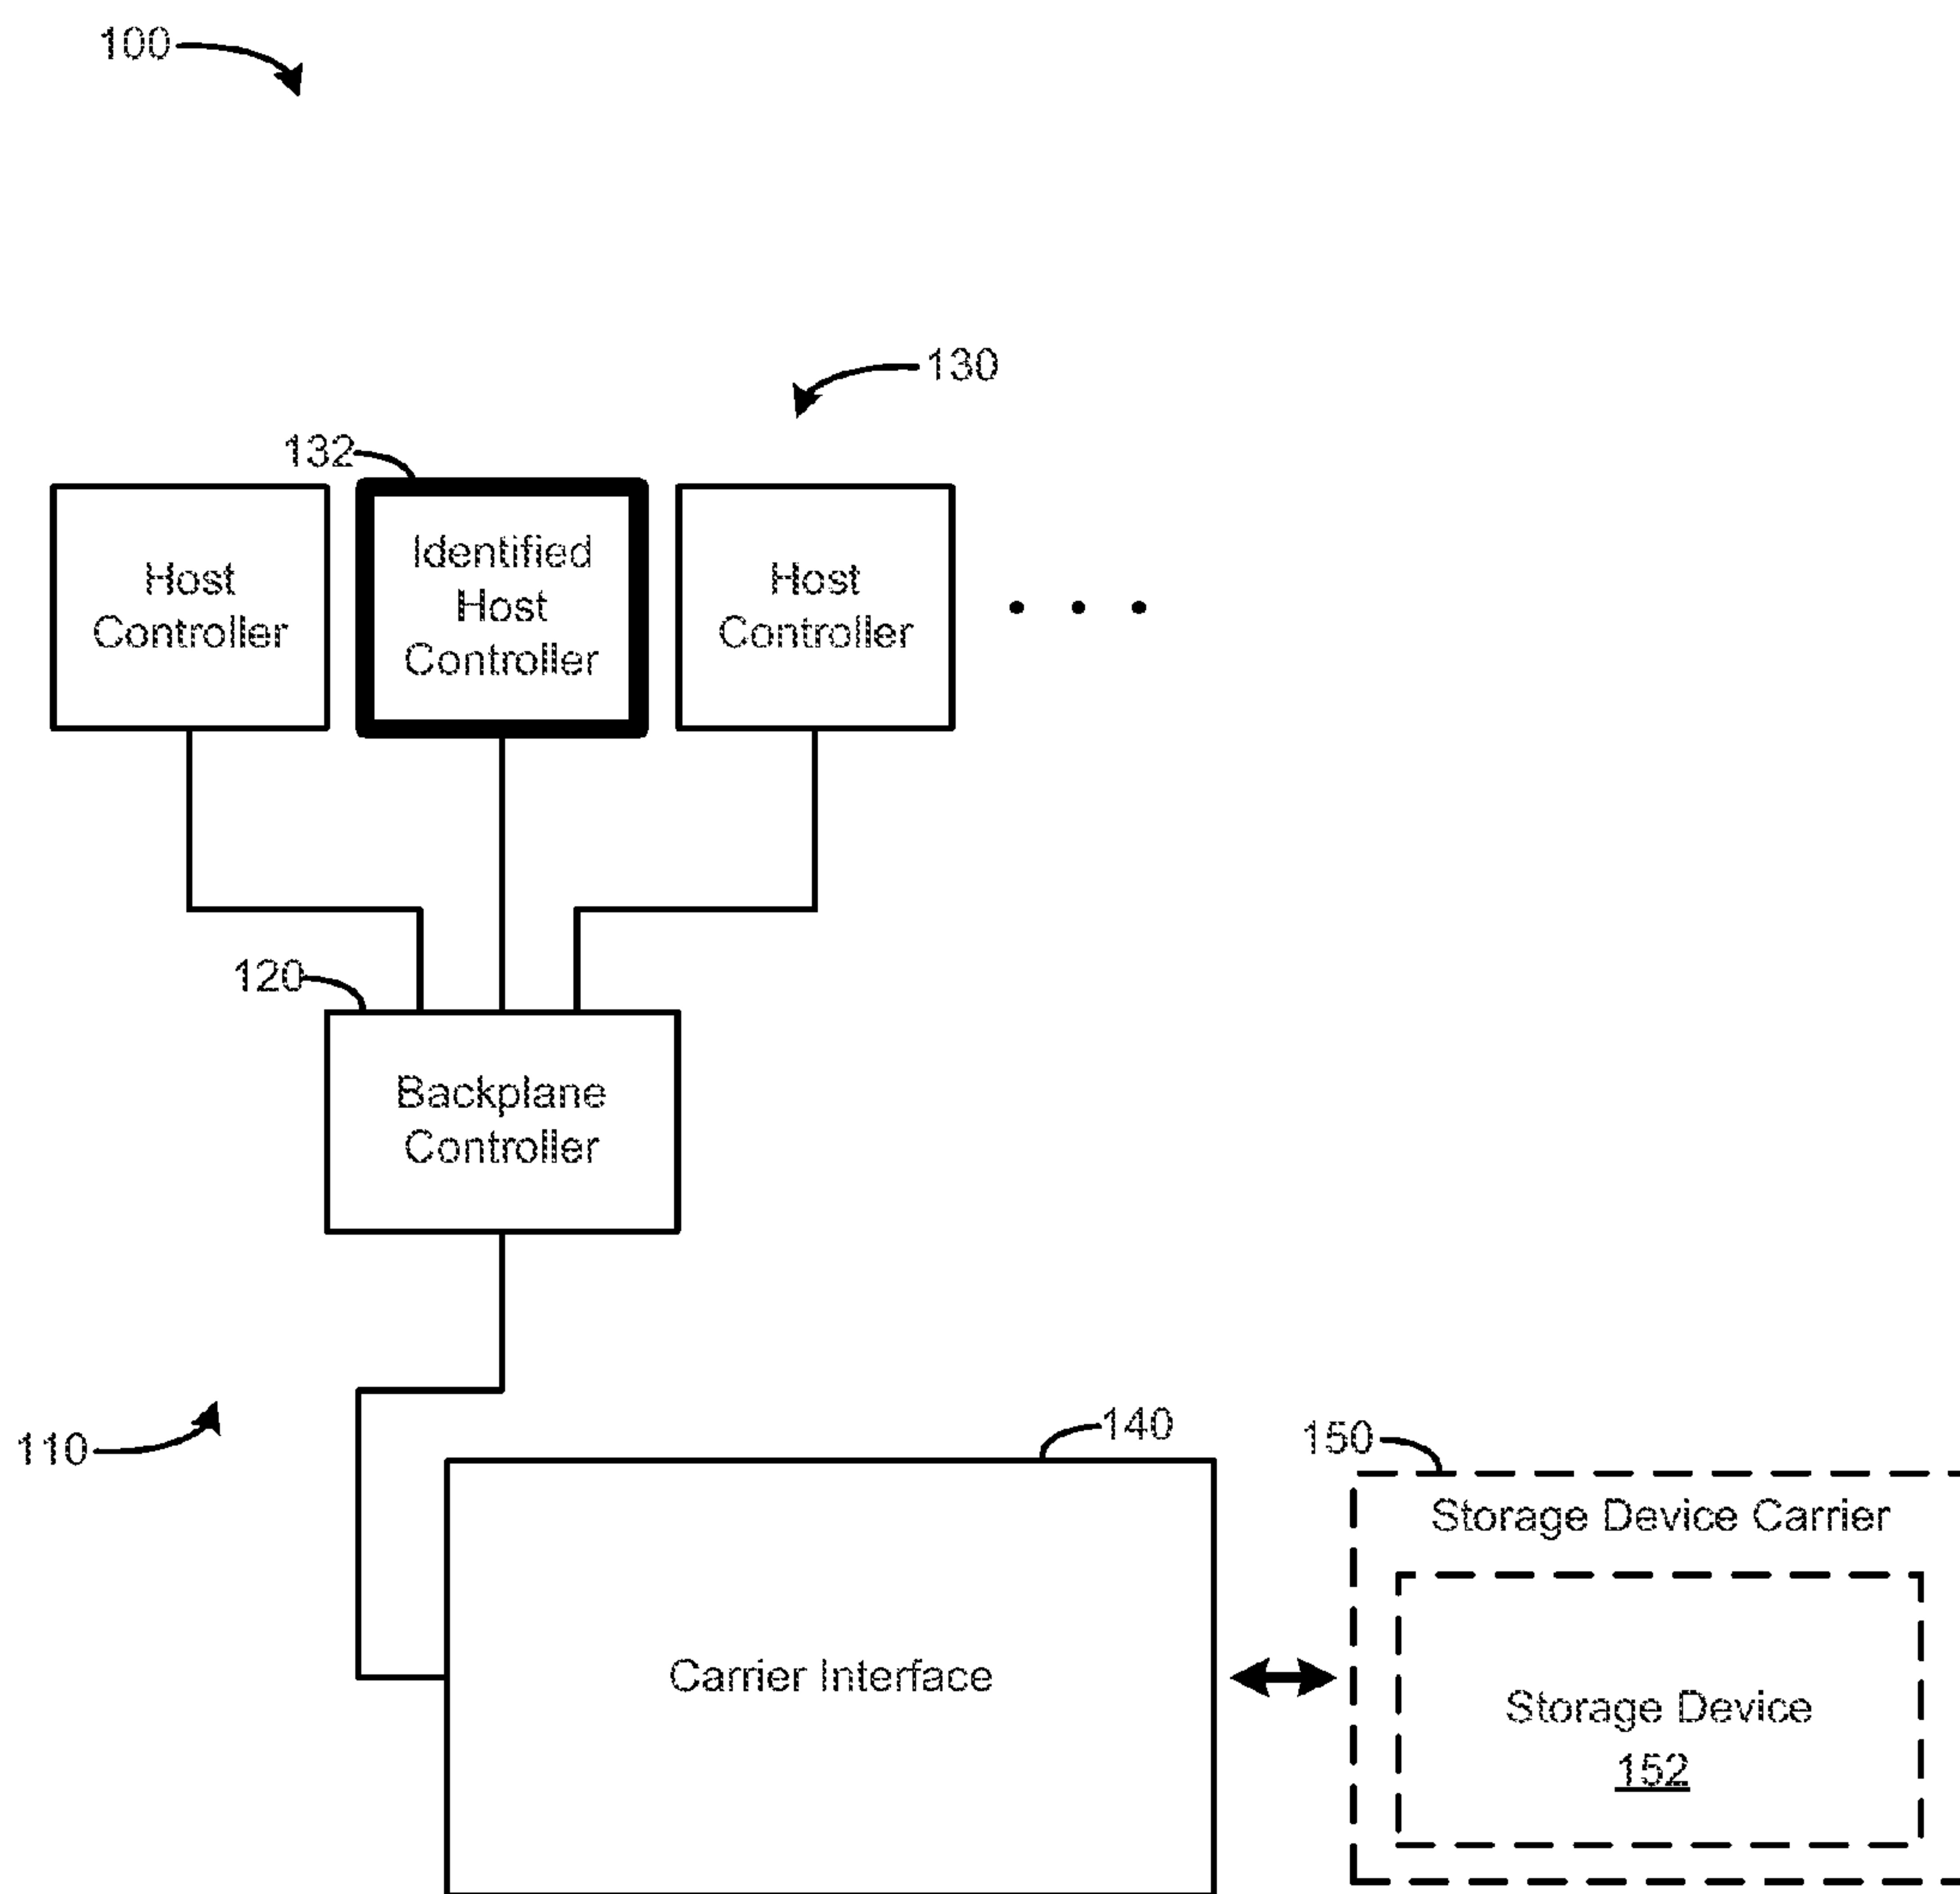 100
130
132
Host
Controller
Identified
Host
Controller
Host
Controller
. . .
120
Backplane
Controller
110
140
150
Storage Device Carrier
Carrier Interface
Storage Device
152